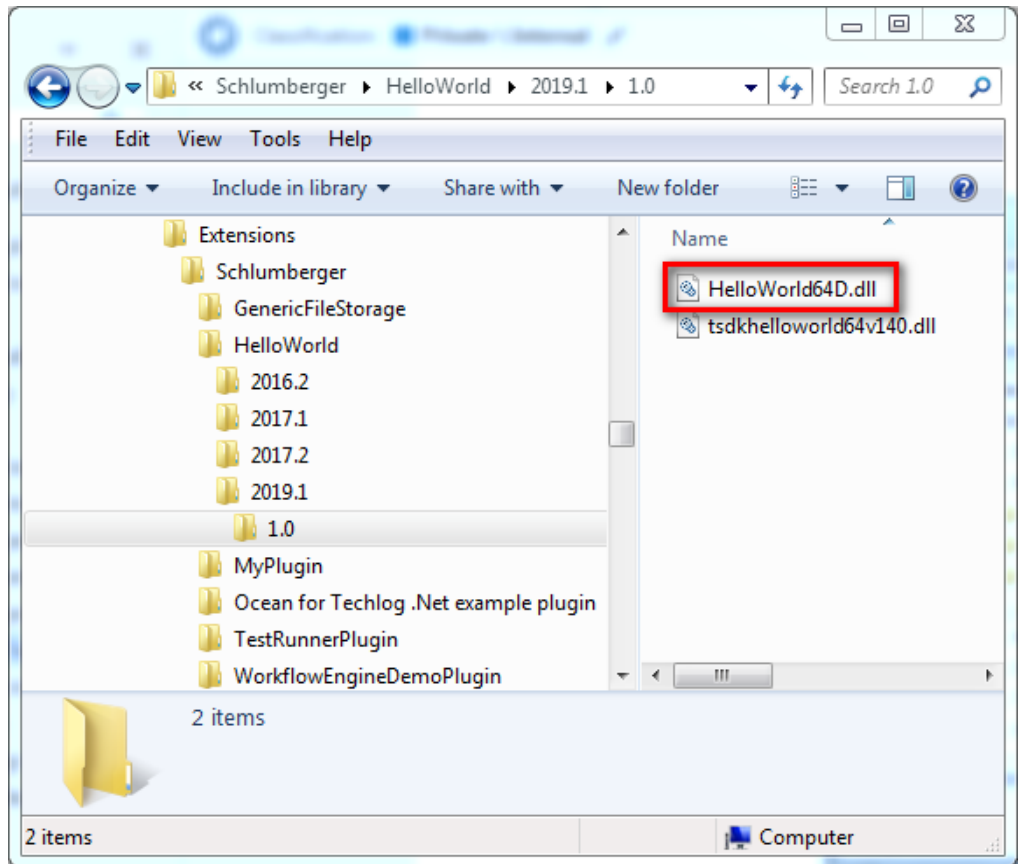 « Schlumberger HelloWorld 2019.1 1.0 Search 1.0
File Edit View Tools Help
Organize Include in library Share with New folder
Extensions
Schlumberger
GenericFileStorage
HelloWorld
2016.2
2017.1
2017.2
2019.1
1.0
MyPlugin
Ocean for Techlog .Net example plugin
TestRunnerPlugin
WorkflowEngineDemoPlugin
Name
HelloWorld64D.dll
tsdkhelloworld64v140.dll
2 items
2 items Computer